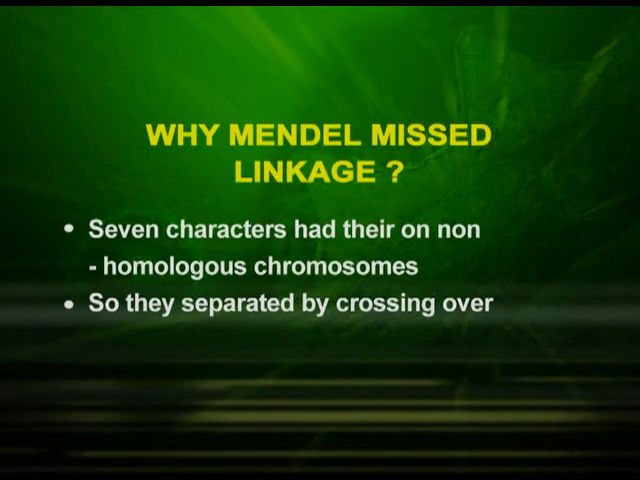 WHY MENDEL MISSED
LINKAGE ?
• Seven characters had their on non
- homologous chromosomes
• So they separated by crossing over